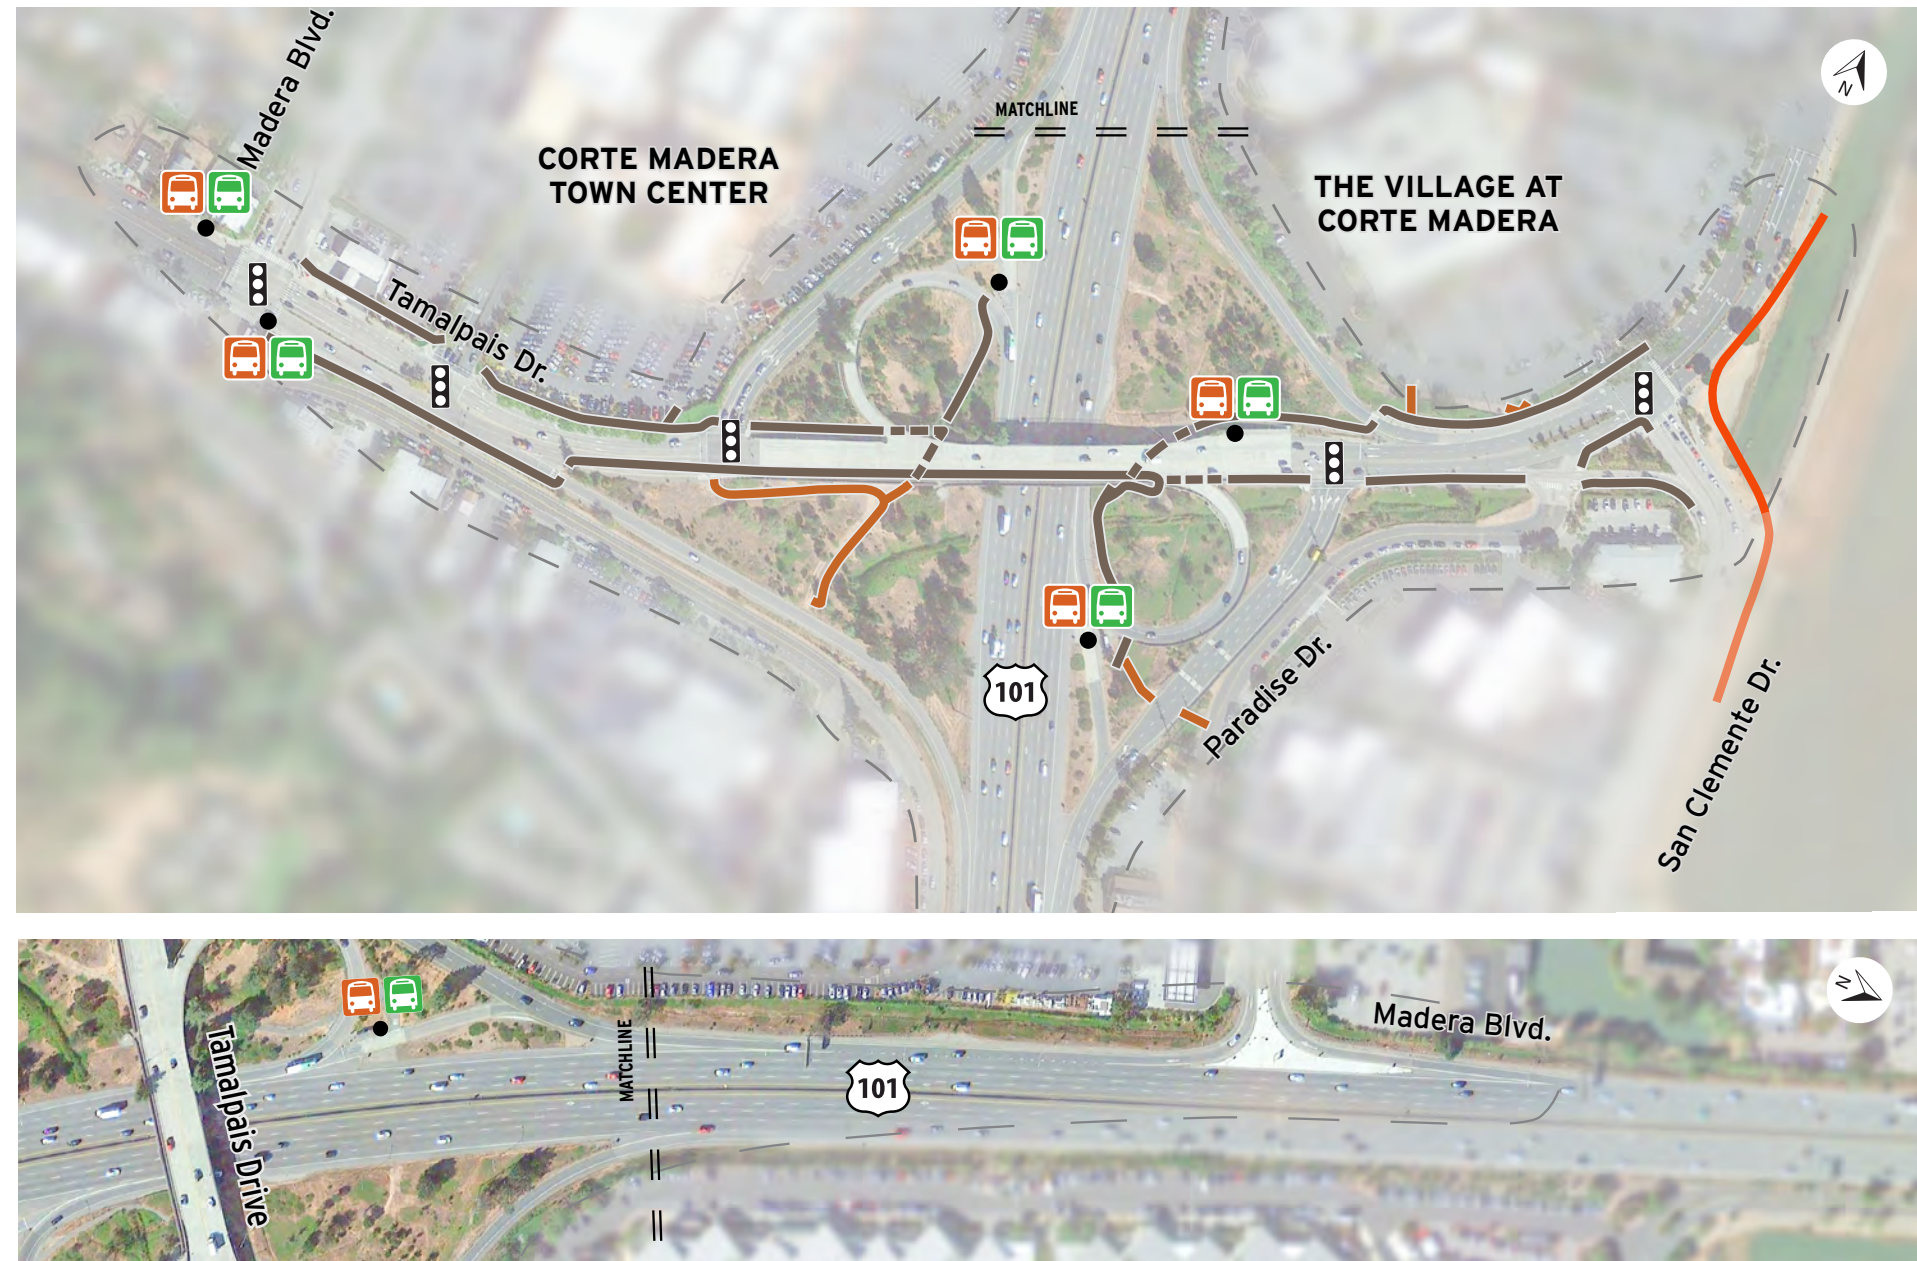 Madera Blvd.
MATCHLINE
CORTE MADERA
TOWN CENTER
THE VILLAGE AT
CORTE MADERA
N
Tamalpais Dr.
101
Paradise Dr.
San Clemente Dr.
N
Madera Blvd.
MATCHLINE
101
Tamalpais Drive